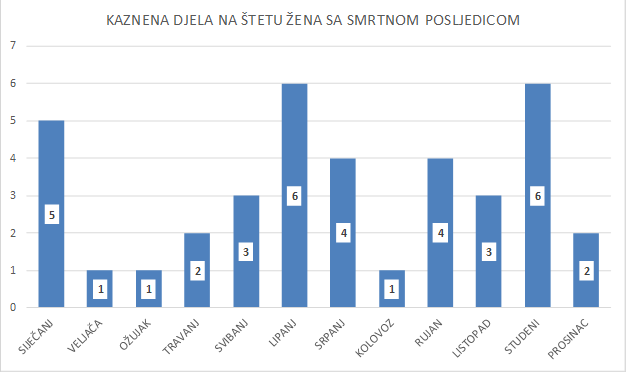 KAZNENA DJELA NA ŠTETU ŽENA SA SMRTNOM POSLJEDICOM
7
6
5
4
3
2
1
0
5
1
1
2
3
6
4
1
4
3
6
2
SIJEČANJ
VELJAČA
OŽUJAK
TRAVANJ
SVIBANJ
LIPANJ
SRPANJ
KOLOVOZ
RUJAN
LISTOPAD
STUDENI
PROSINAC